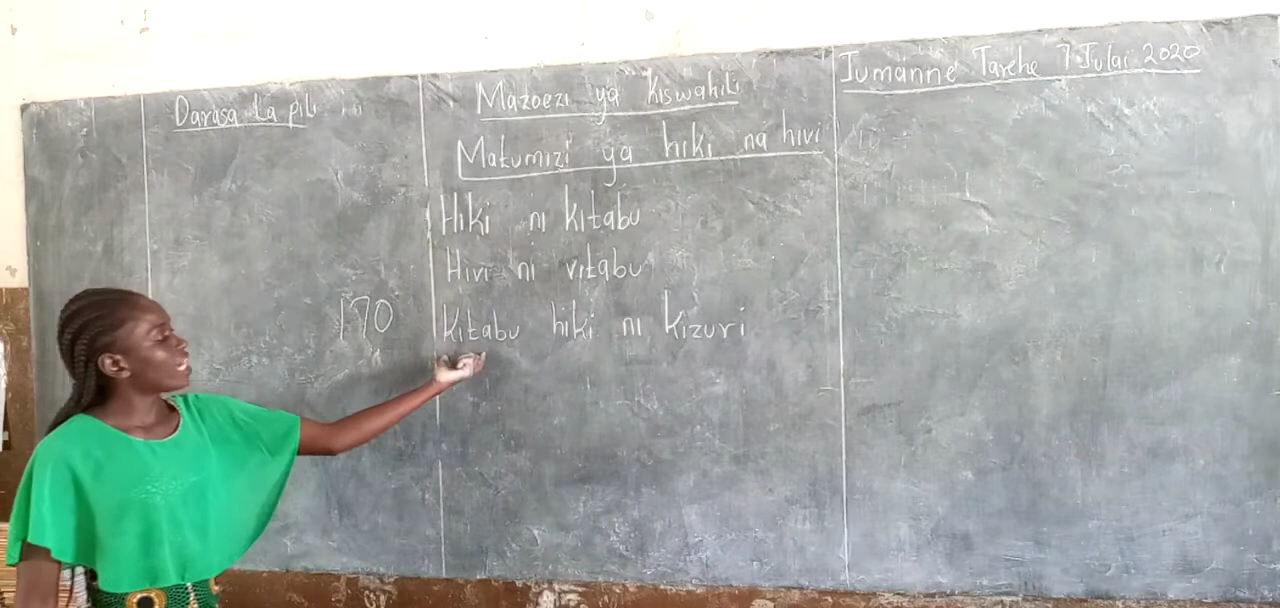 Darasa La pili
Mazoezi ya Kiswahili
Jumanne Tarehe 7 Julai 2020
Matumizi ya hiki na hivi
Hiki ni kitabu
Hivi ni vitabu
170
Kitabu hiki ni kizuri